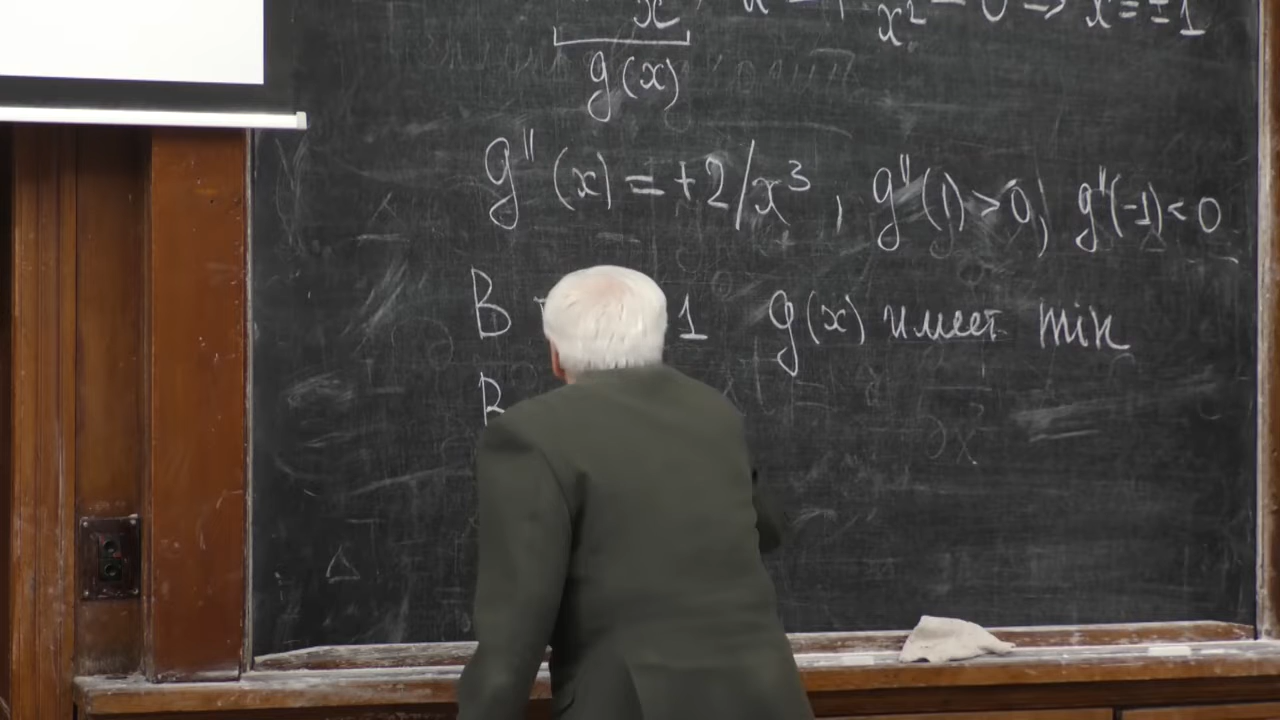 x² = 0 => x = ±1
g(x)
g''(x) = +2/x³, g''(1) > 0, g''(-1) < 0
В 1 g(x) имеет min
В